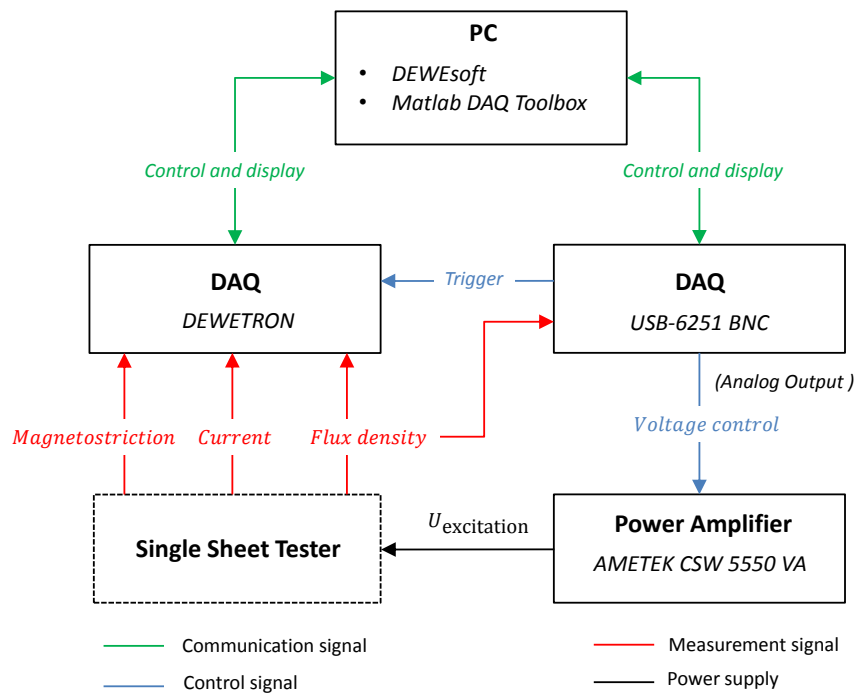 PC
• DEWEsoft
• Matlab DAQ Toolbox
Control and display
Control and display
DAQ
DEWETRON
Trigger
DAQ
USB-6251 BNC
(Analog Output )
Magnetostriction
Current
Flux density
Voltage control
Single Sheet Tester
U excitation
Power Amplifier
AMETEK CSW 5550 VA
Communication signal
Measurement signal
Control signal
Power supply